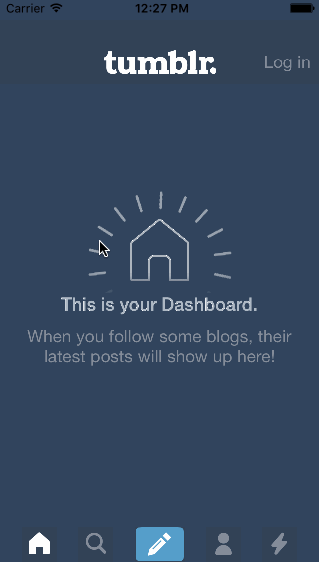 Carrier 12:27 PM
tumblr.
Log in
This is your Dashboard.
When you follow some blogs, their
latest posts will show up here!